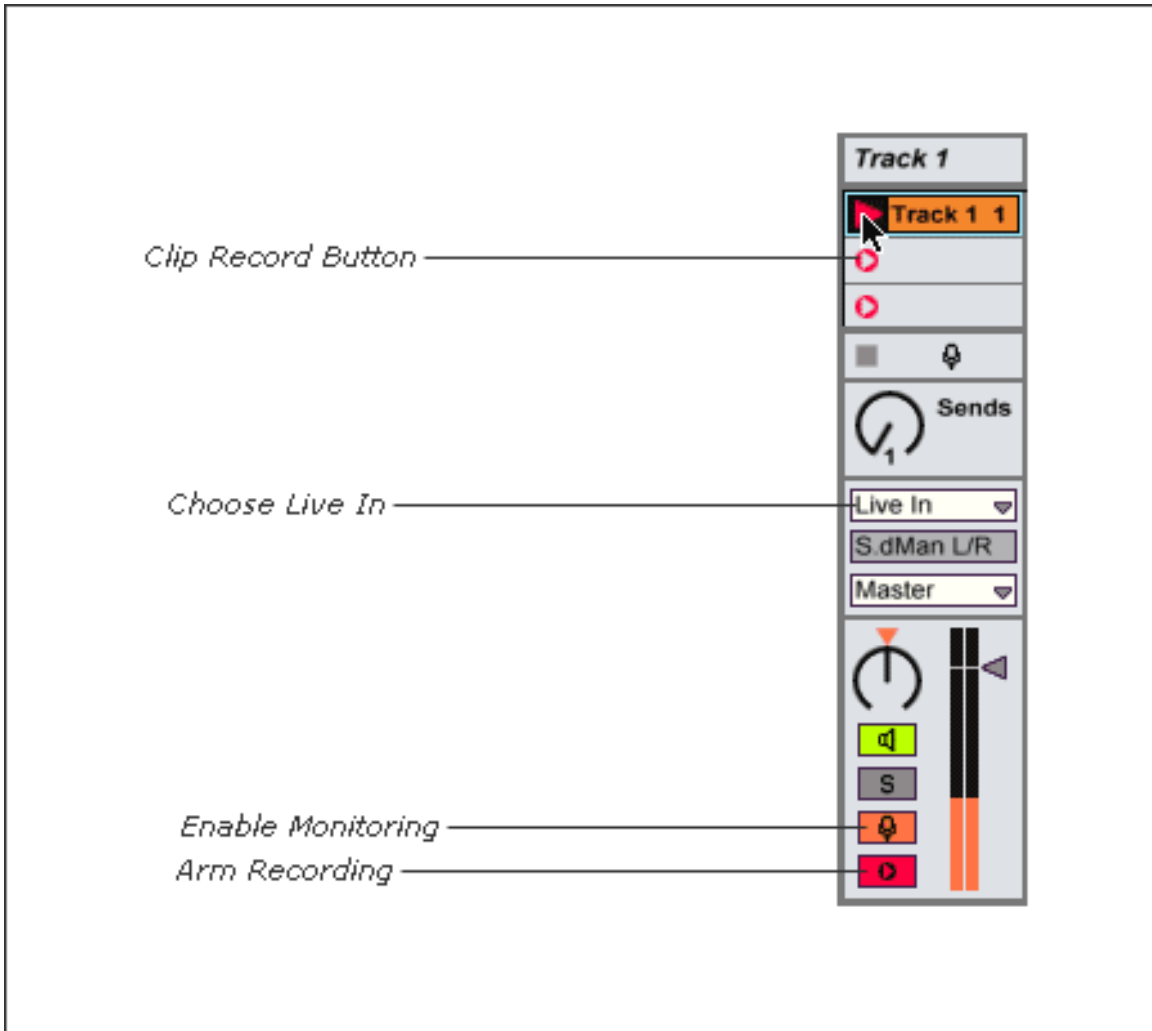 Track 1
Track 1 1
Clip Record Button
Sends
1
Choose Live In
Live In
S.dMan L/R
Master
S
Enable Monitoring
Arm Recording